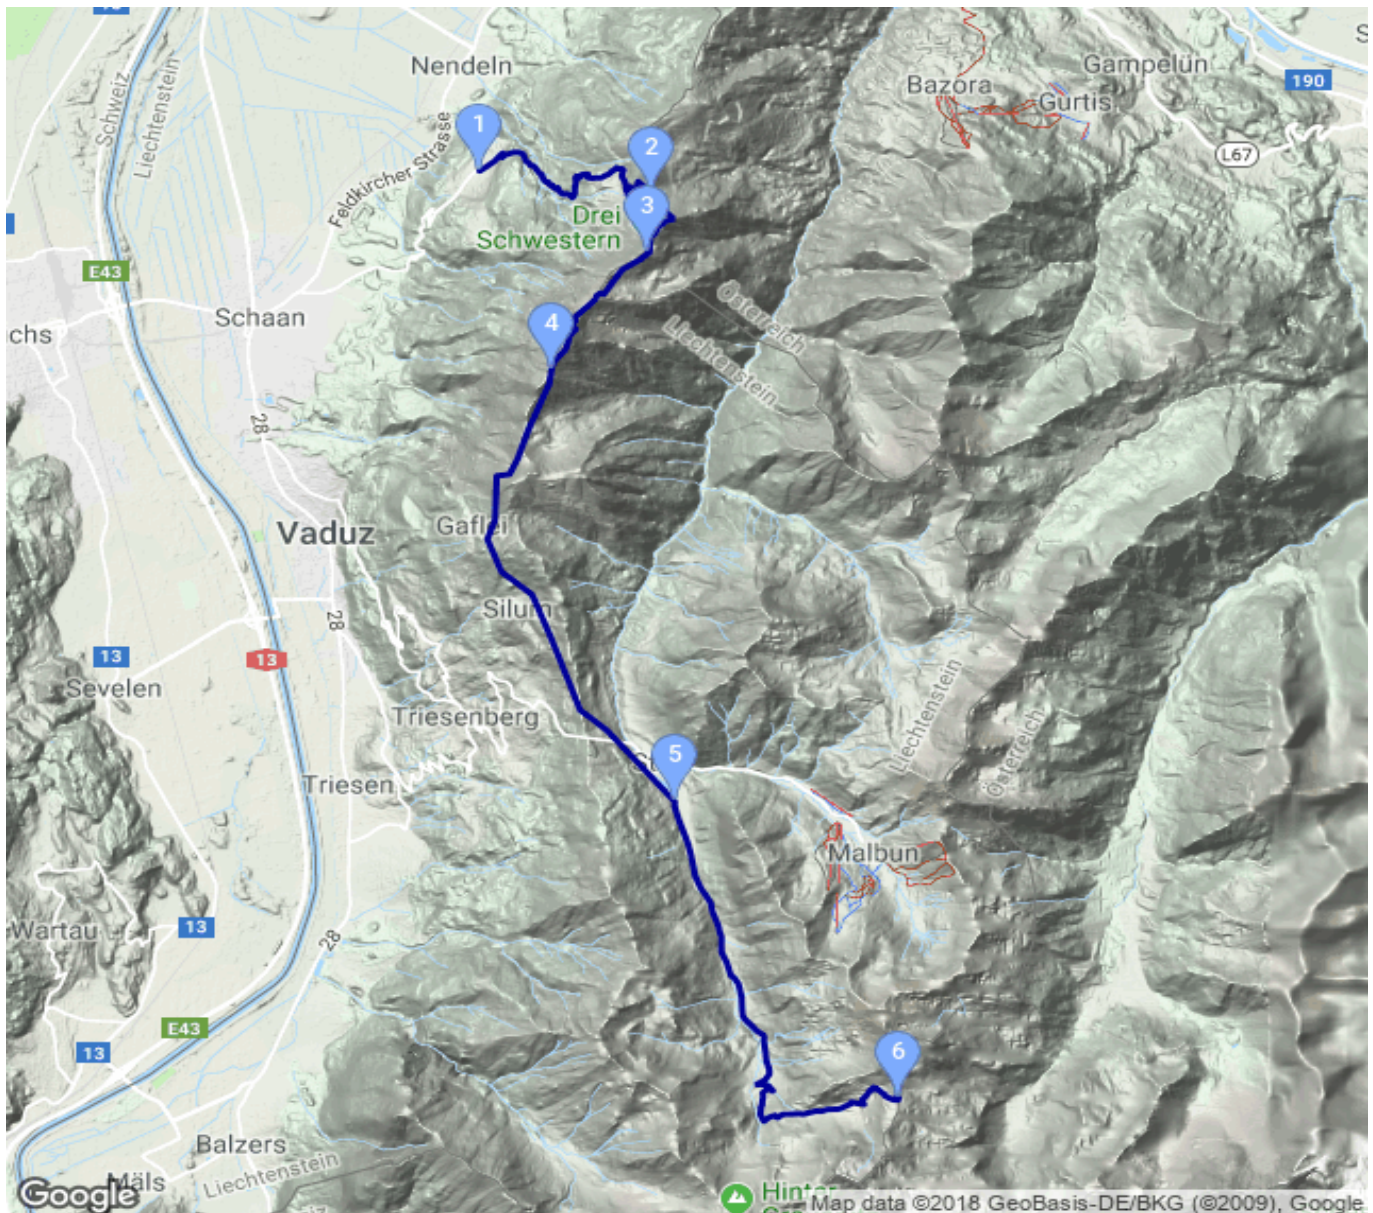 28
Nendeln
Schweiz
Liechtenstein
Feldkircher Strasse
Bazora
Gampelün
Gurtis
190
S
L67
1
2
3
Drei
Schwestern
E43
Schaan
chs
4
Österreich
Liechtenstein
28
Vaduz
Gaflei
Silum
28
13
13
Sevelen
Triesenberg
Triesen
5
Liechtenstein
Österreich
Malbun
Wartau
13
28
E43
13
6
Balzers
Mäls
Liechtenstein
Google
Map data ©2018 GeoBasis-DE/BKG (©2009), Google